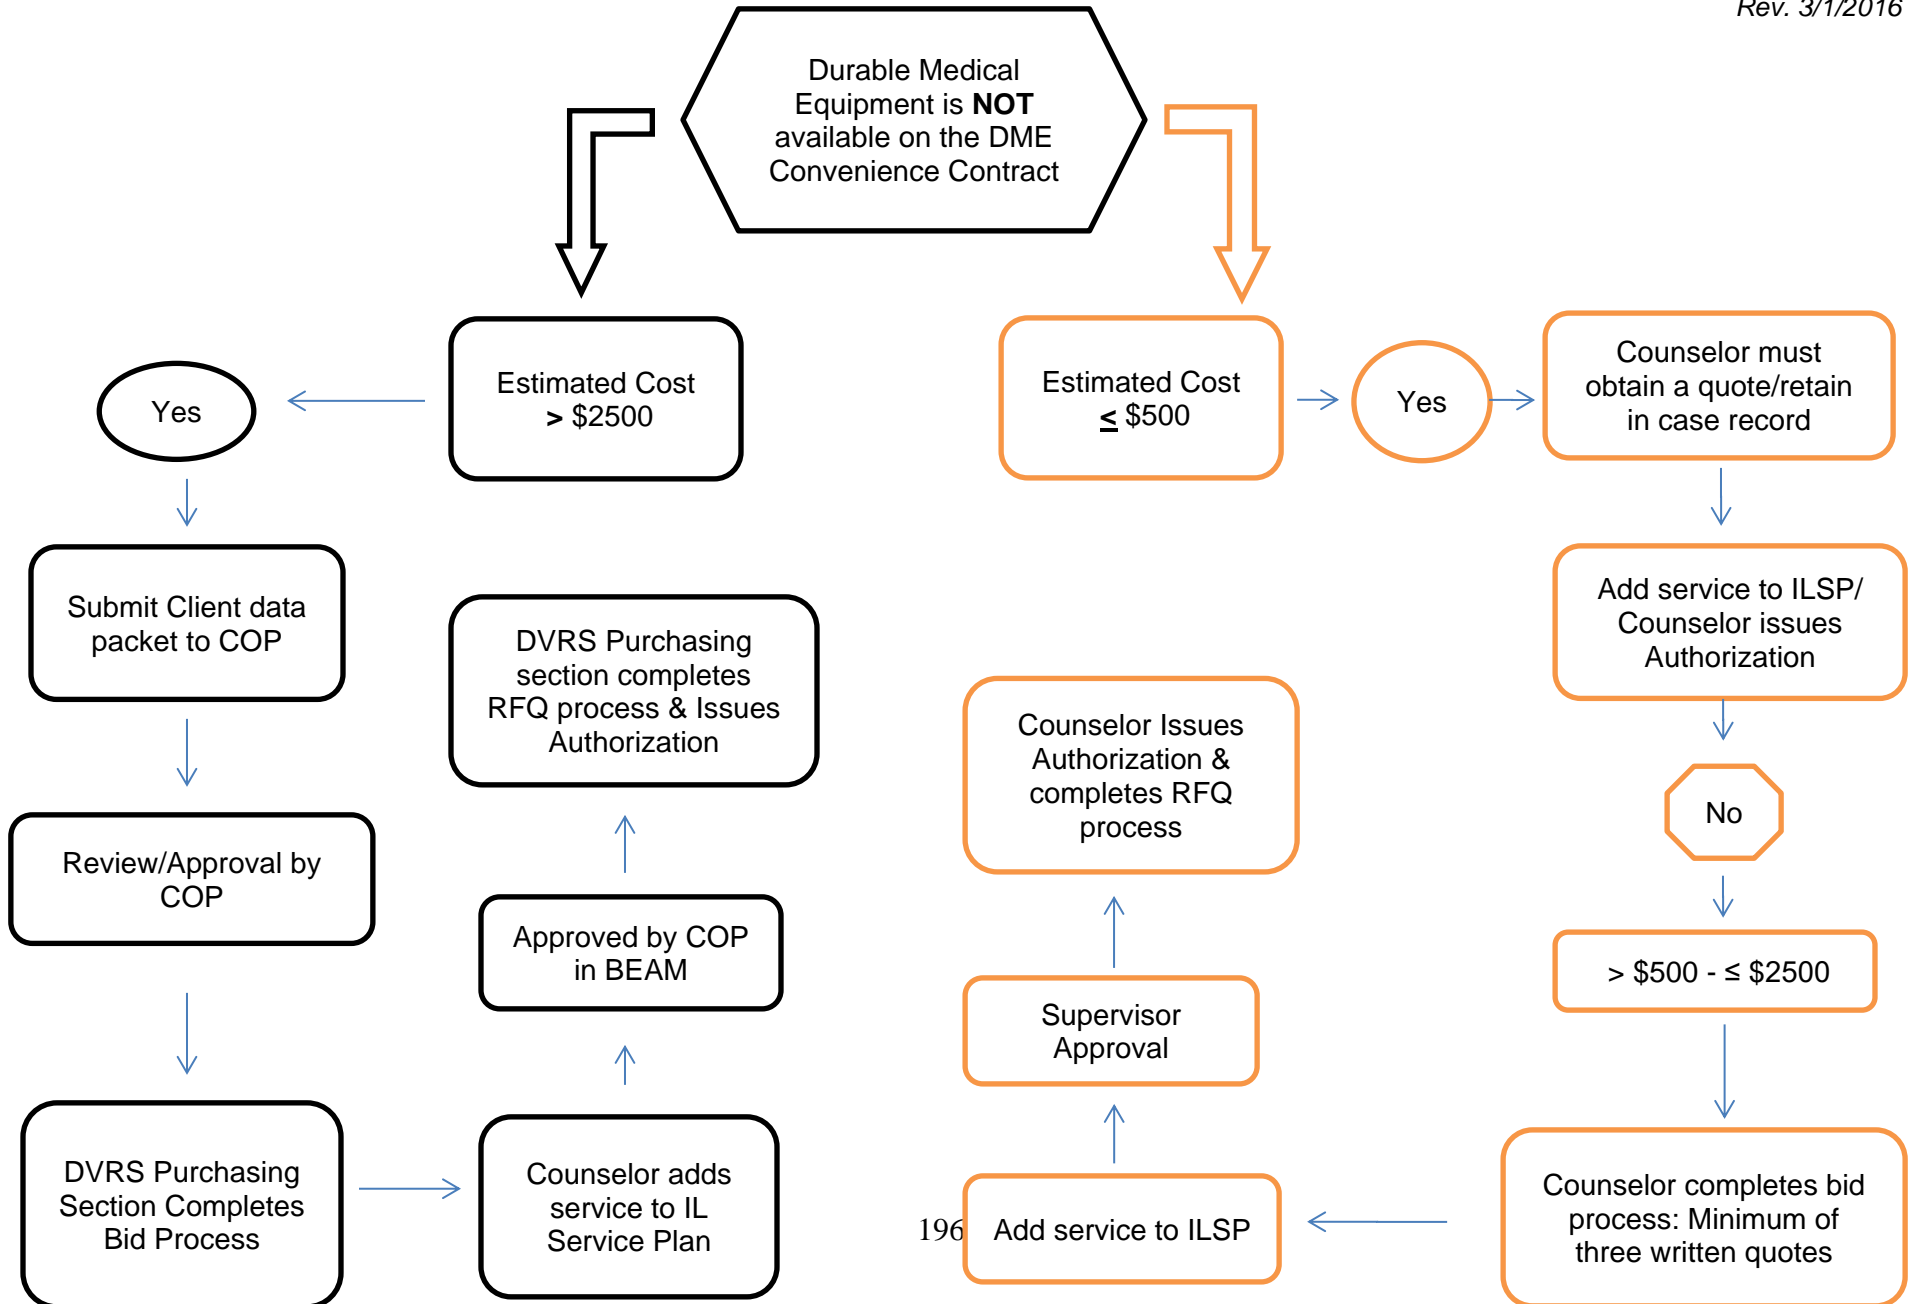 Rev. 3/1/2016
Durable Medical
Equipment is NOT
available on the DME
Convenience Contract
Estimated Cost
> $2500
Yes
Submit Client data
packet to COP
Review/Approval by
COP
DVRS Purchasing
Section Completes
Bid Process
Counselor adds
service to IL
Service Plan
Approved by COP
in BEAM
DVRS Purchasing
section completes
RFQ process & Issues
Authorization
Estimated Cost
≤ $500
Yes
Counselor must
obtain a quote/retain
in case record
Add service to ILSP/
Counselor issues
Authorization
No
> $500 - ≤ $2500
Counselor completes bid
process: Minimum of
three written quotes
Add service to ILSP
Supervisor
Approval
Counselor Issues
Authorization &
completes RFQ
process
196